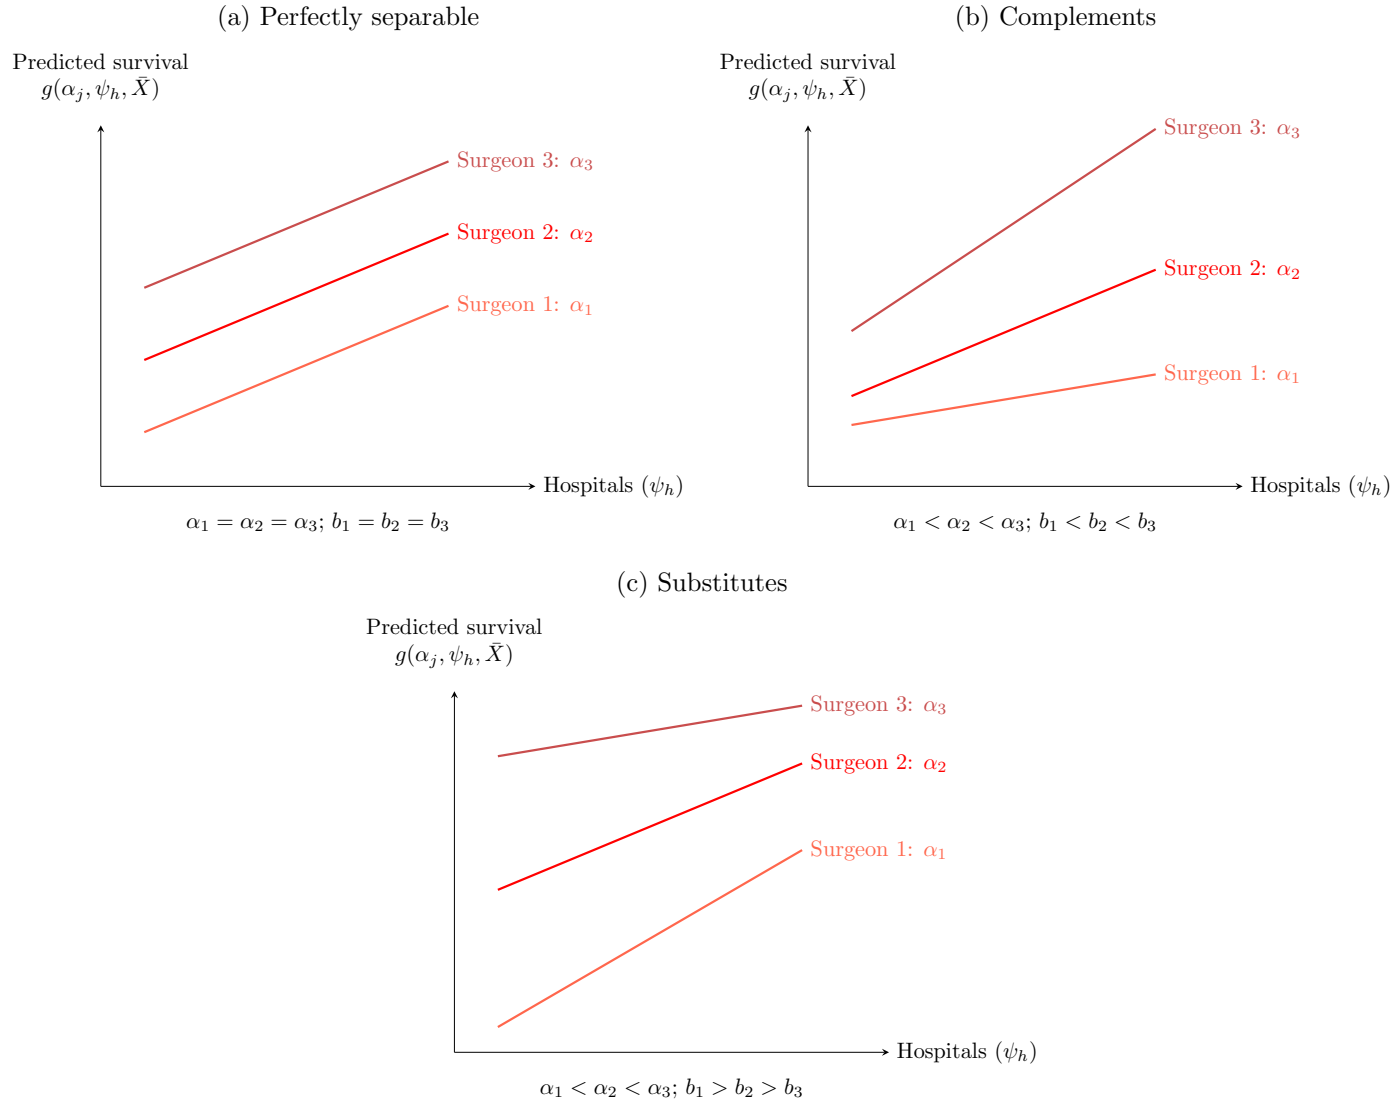 (a) Perfectly separable
Predicted survival
g(αⱼ, ψₕ, X̄)
Surgeon 3: α₃
Surgeon 2: α₂
Surgeon 1: α₁
Hospitals (ψₕ)
α₁ = α₂ = α₃; b₁ = b₂ = b₃
(b) Complements
Predicted survival
g(αⱼ, ψₕ, X̄)
Surgeon 3: α₃
Surgeon 2: α₂
Surgeon 1: α₁
Hospitals (ψₕ)
α₁ < α₂ < α₃; b₁ < b₂ < b₃
(c) Substitutes
Predicted survival
g(αⱼ, ψₕ, X̄)
Surgeon 3: α₃
Surgeon 2: α₂
Surgeon 1: α₁
Hospitals (ψₕ)
α₁ < α₂ < α₃; b₁ > b₂ > b₃